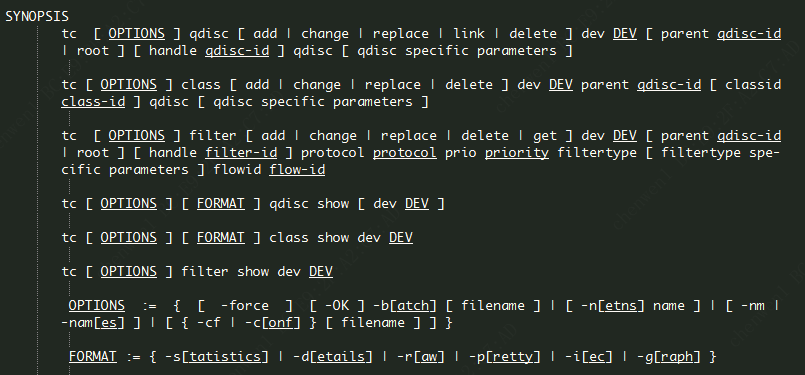 SYNOPSIS
tc [ OPTIONS ] qdisc [ add | change | replace | link | delete ] dev DEV [ parent qdisc-id
| root ] [ handle qdisc-id ] qdisc [ qdisc specific parameters ]
tc [ OPTIONS ] class [ add | change | replace | delete ] dev DEV parent qdisc-id [ classid
class-id ] qdisc [ qdisc specific parameters ]
tc [ OPTIONS ] filter [ add | change | replace | delete | get ] dev DEV [ parent qdisc-id
| root ] [ handle filter-id ] protocol protocol prio priority filtertype [ filtertype spe-
cific parameters ] flowid flow-id
tc [ OPTIONS ] [ FORMAT ] qdisc show [ dev DEV ]
tc [ OPTIONS ] [ FORMAT ] class show dev DEV
tc [ OPTIONS ] filter show dev DEV
OPTIONS := { [ -force ] [ -OK ] -b[atch] [ filename ] | [ -n[etns] name ] | [ -nm |
-nam[es] ] | [ { -cf | -c[onf] } [ filename ] ] }
FORMAT := { -s[tatistics] | -d[etails] | -r[aw] | -p[retty] | -i[ec] | -g[raph] }